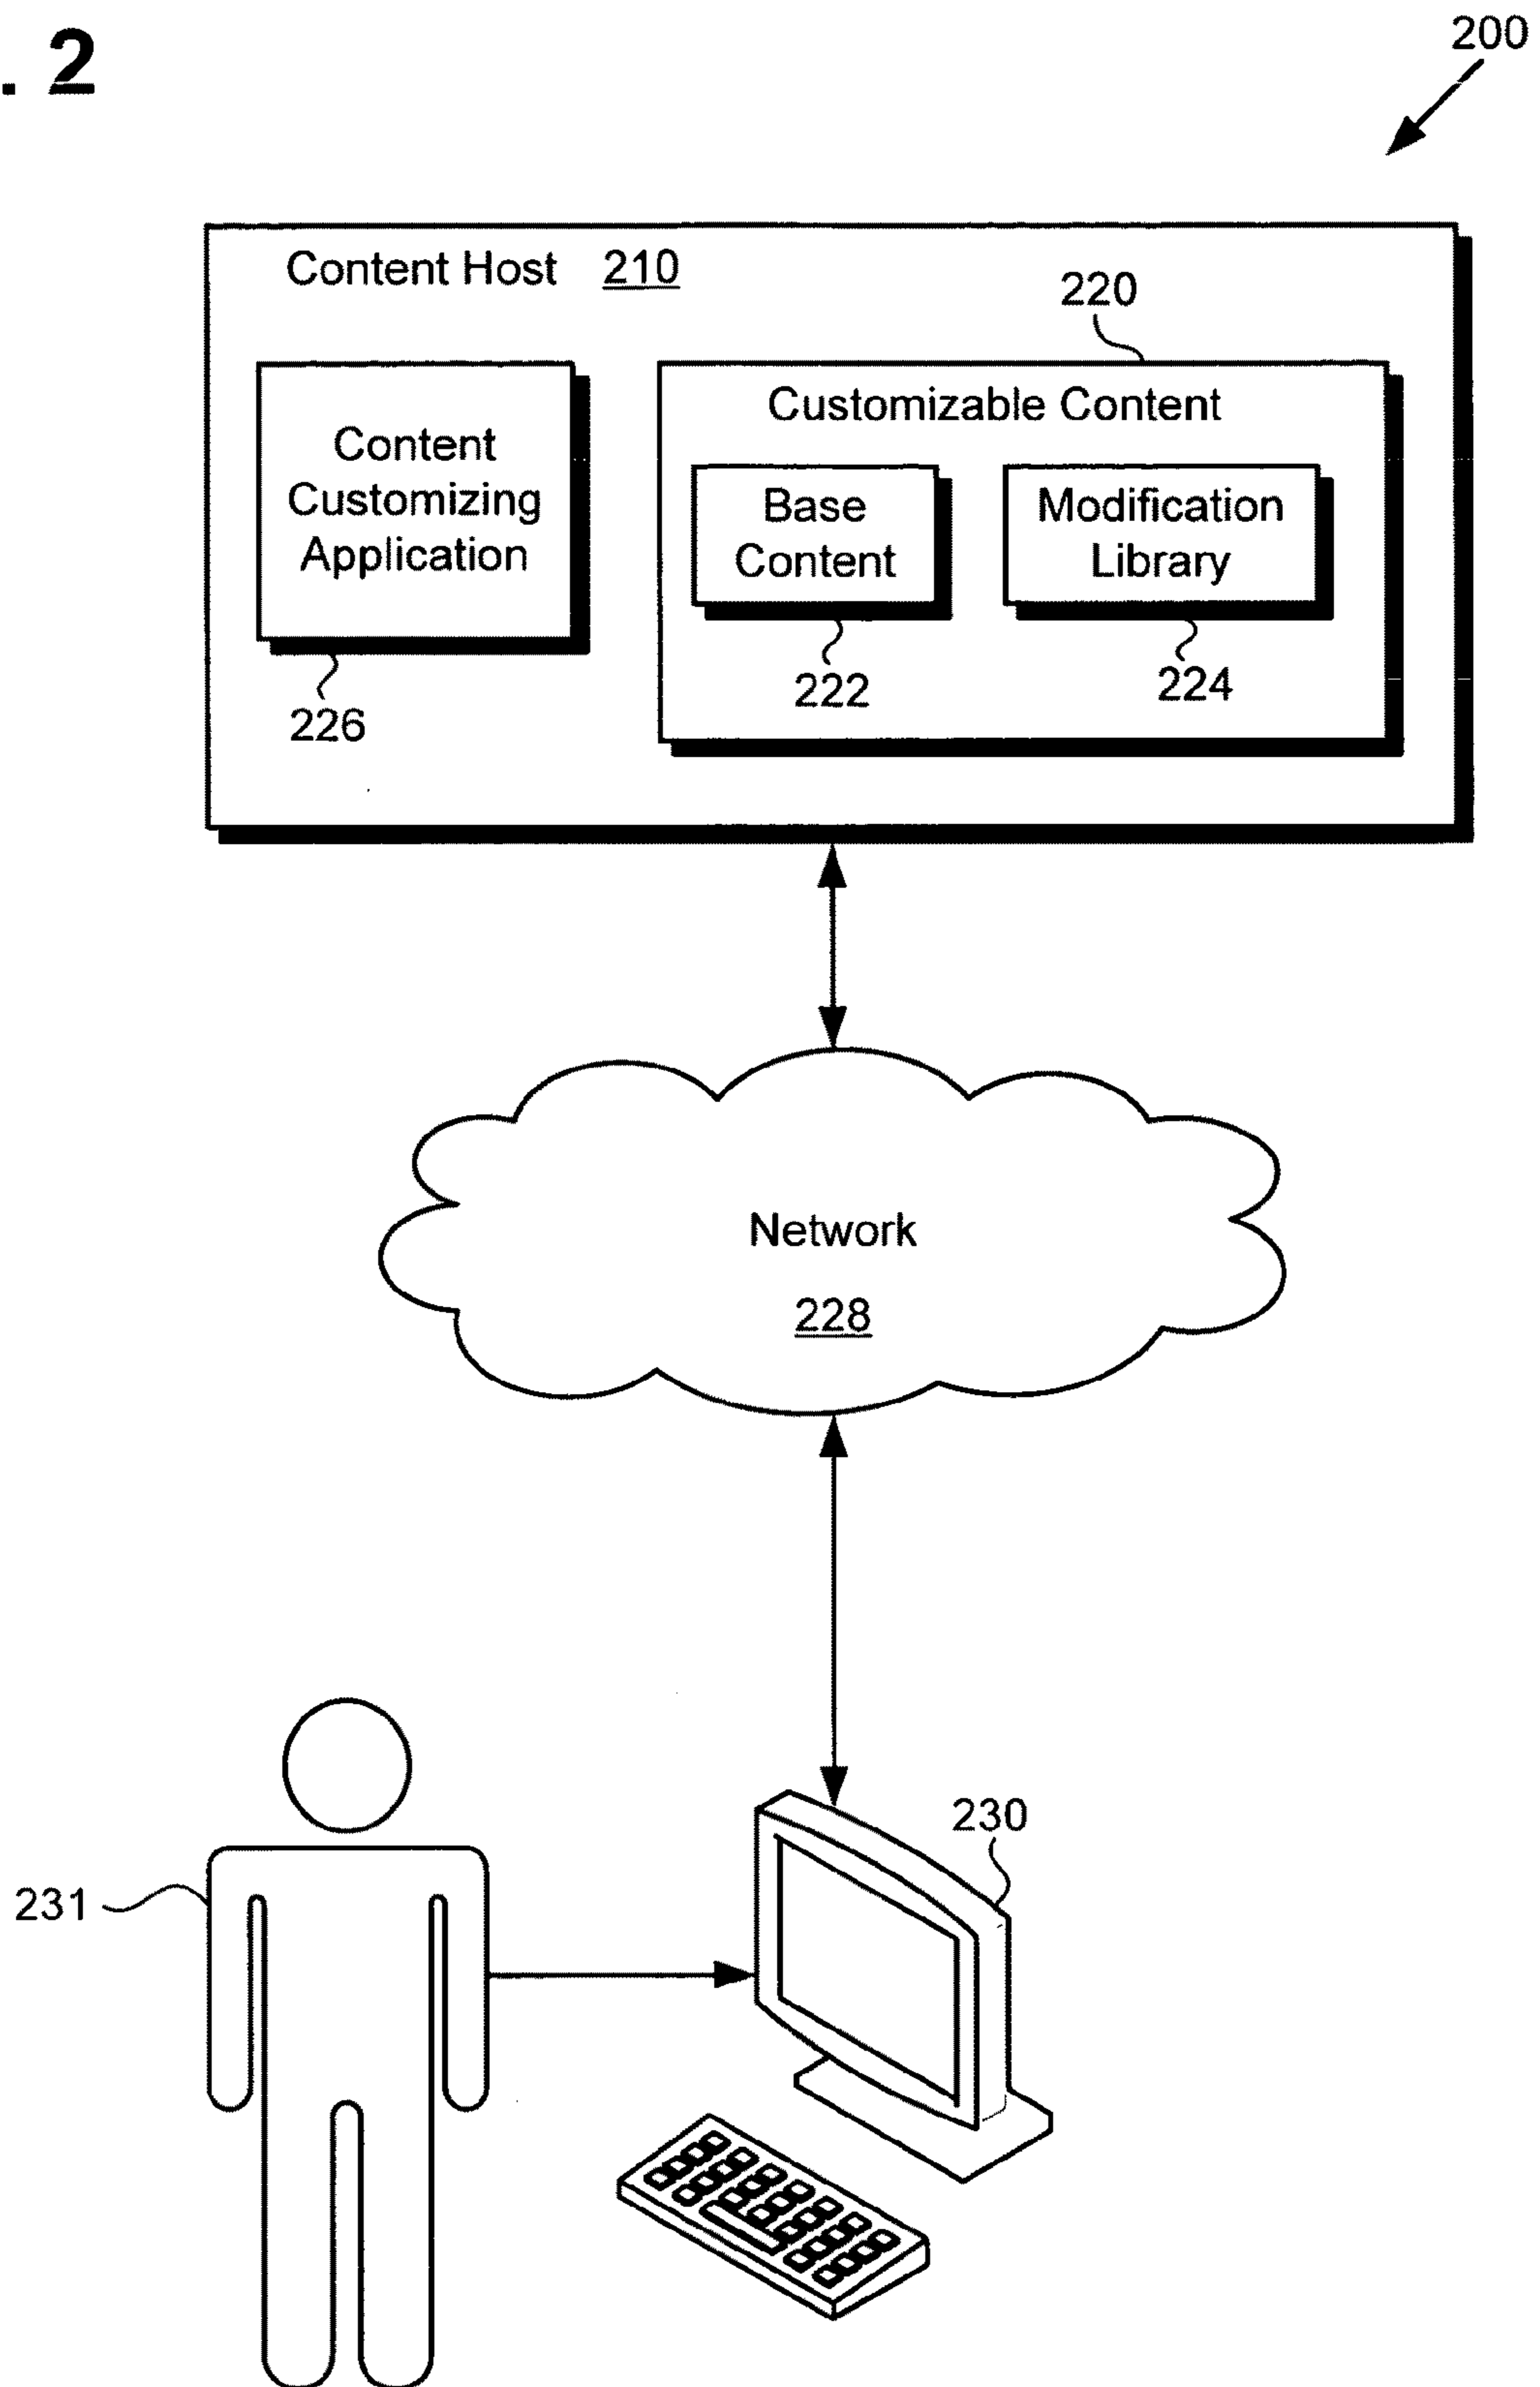 . 2
200
Content Host 210
220
Content
Customizing
Application
226
Customizable Content
Base
Content
222
Modification
Library
224
Network
228
230
231